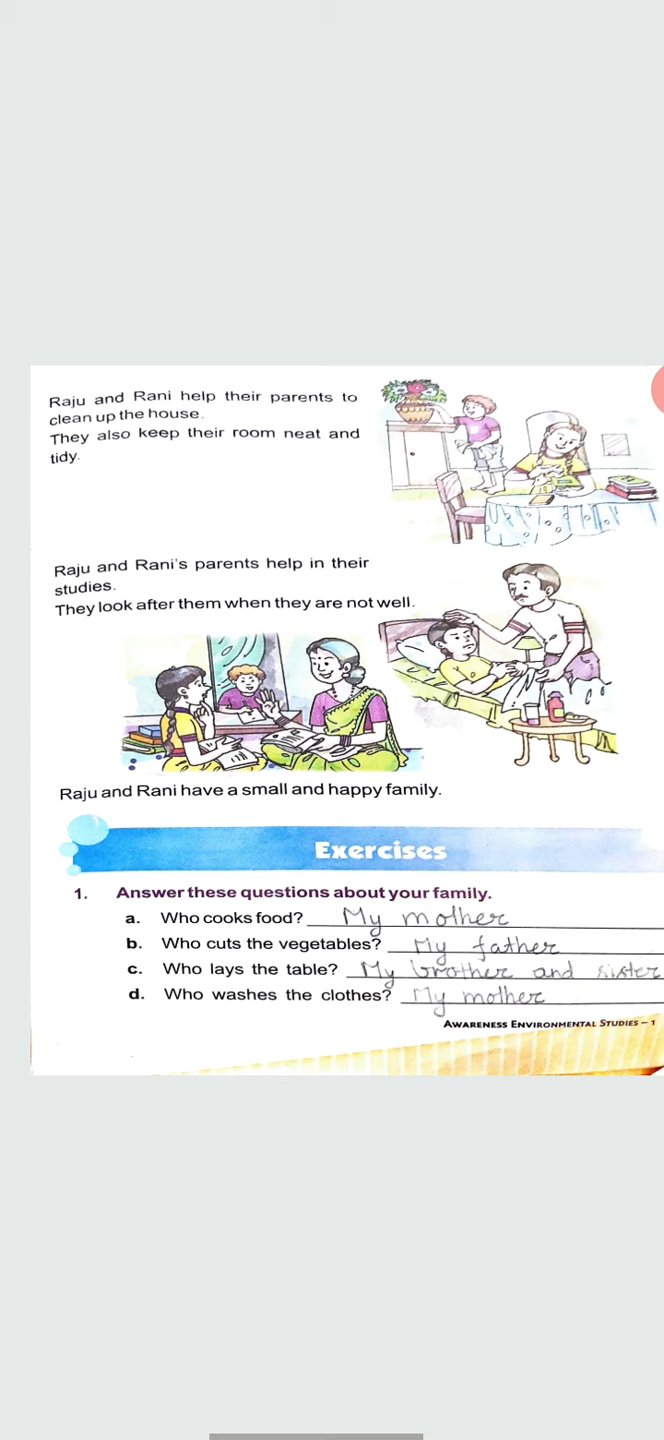 Raju and Rani help their parents to
clean up the house.
They also keep their room neat and
tidy.
Raju and Rani's parents help in their
studies.
They look after them when they are not well.
Raju and Rani have a small and happy family.
Exercises
1. Answer these questions about your family.
a. Who cooks food? My mother
b. Who cuts the vegetables? My father
c. Who lays the table? My brother and sister
d. Who washes the clothes? My mother
AWARENESS ENVIRONMENTAL STUDIES – 1